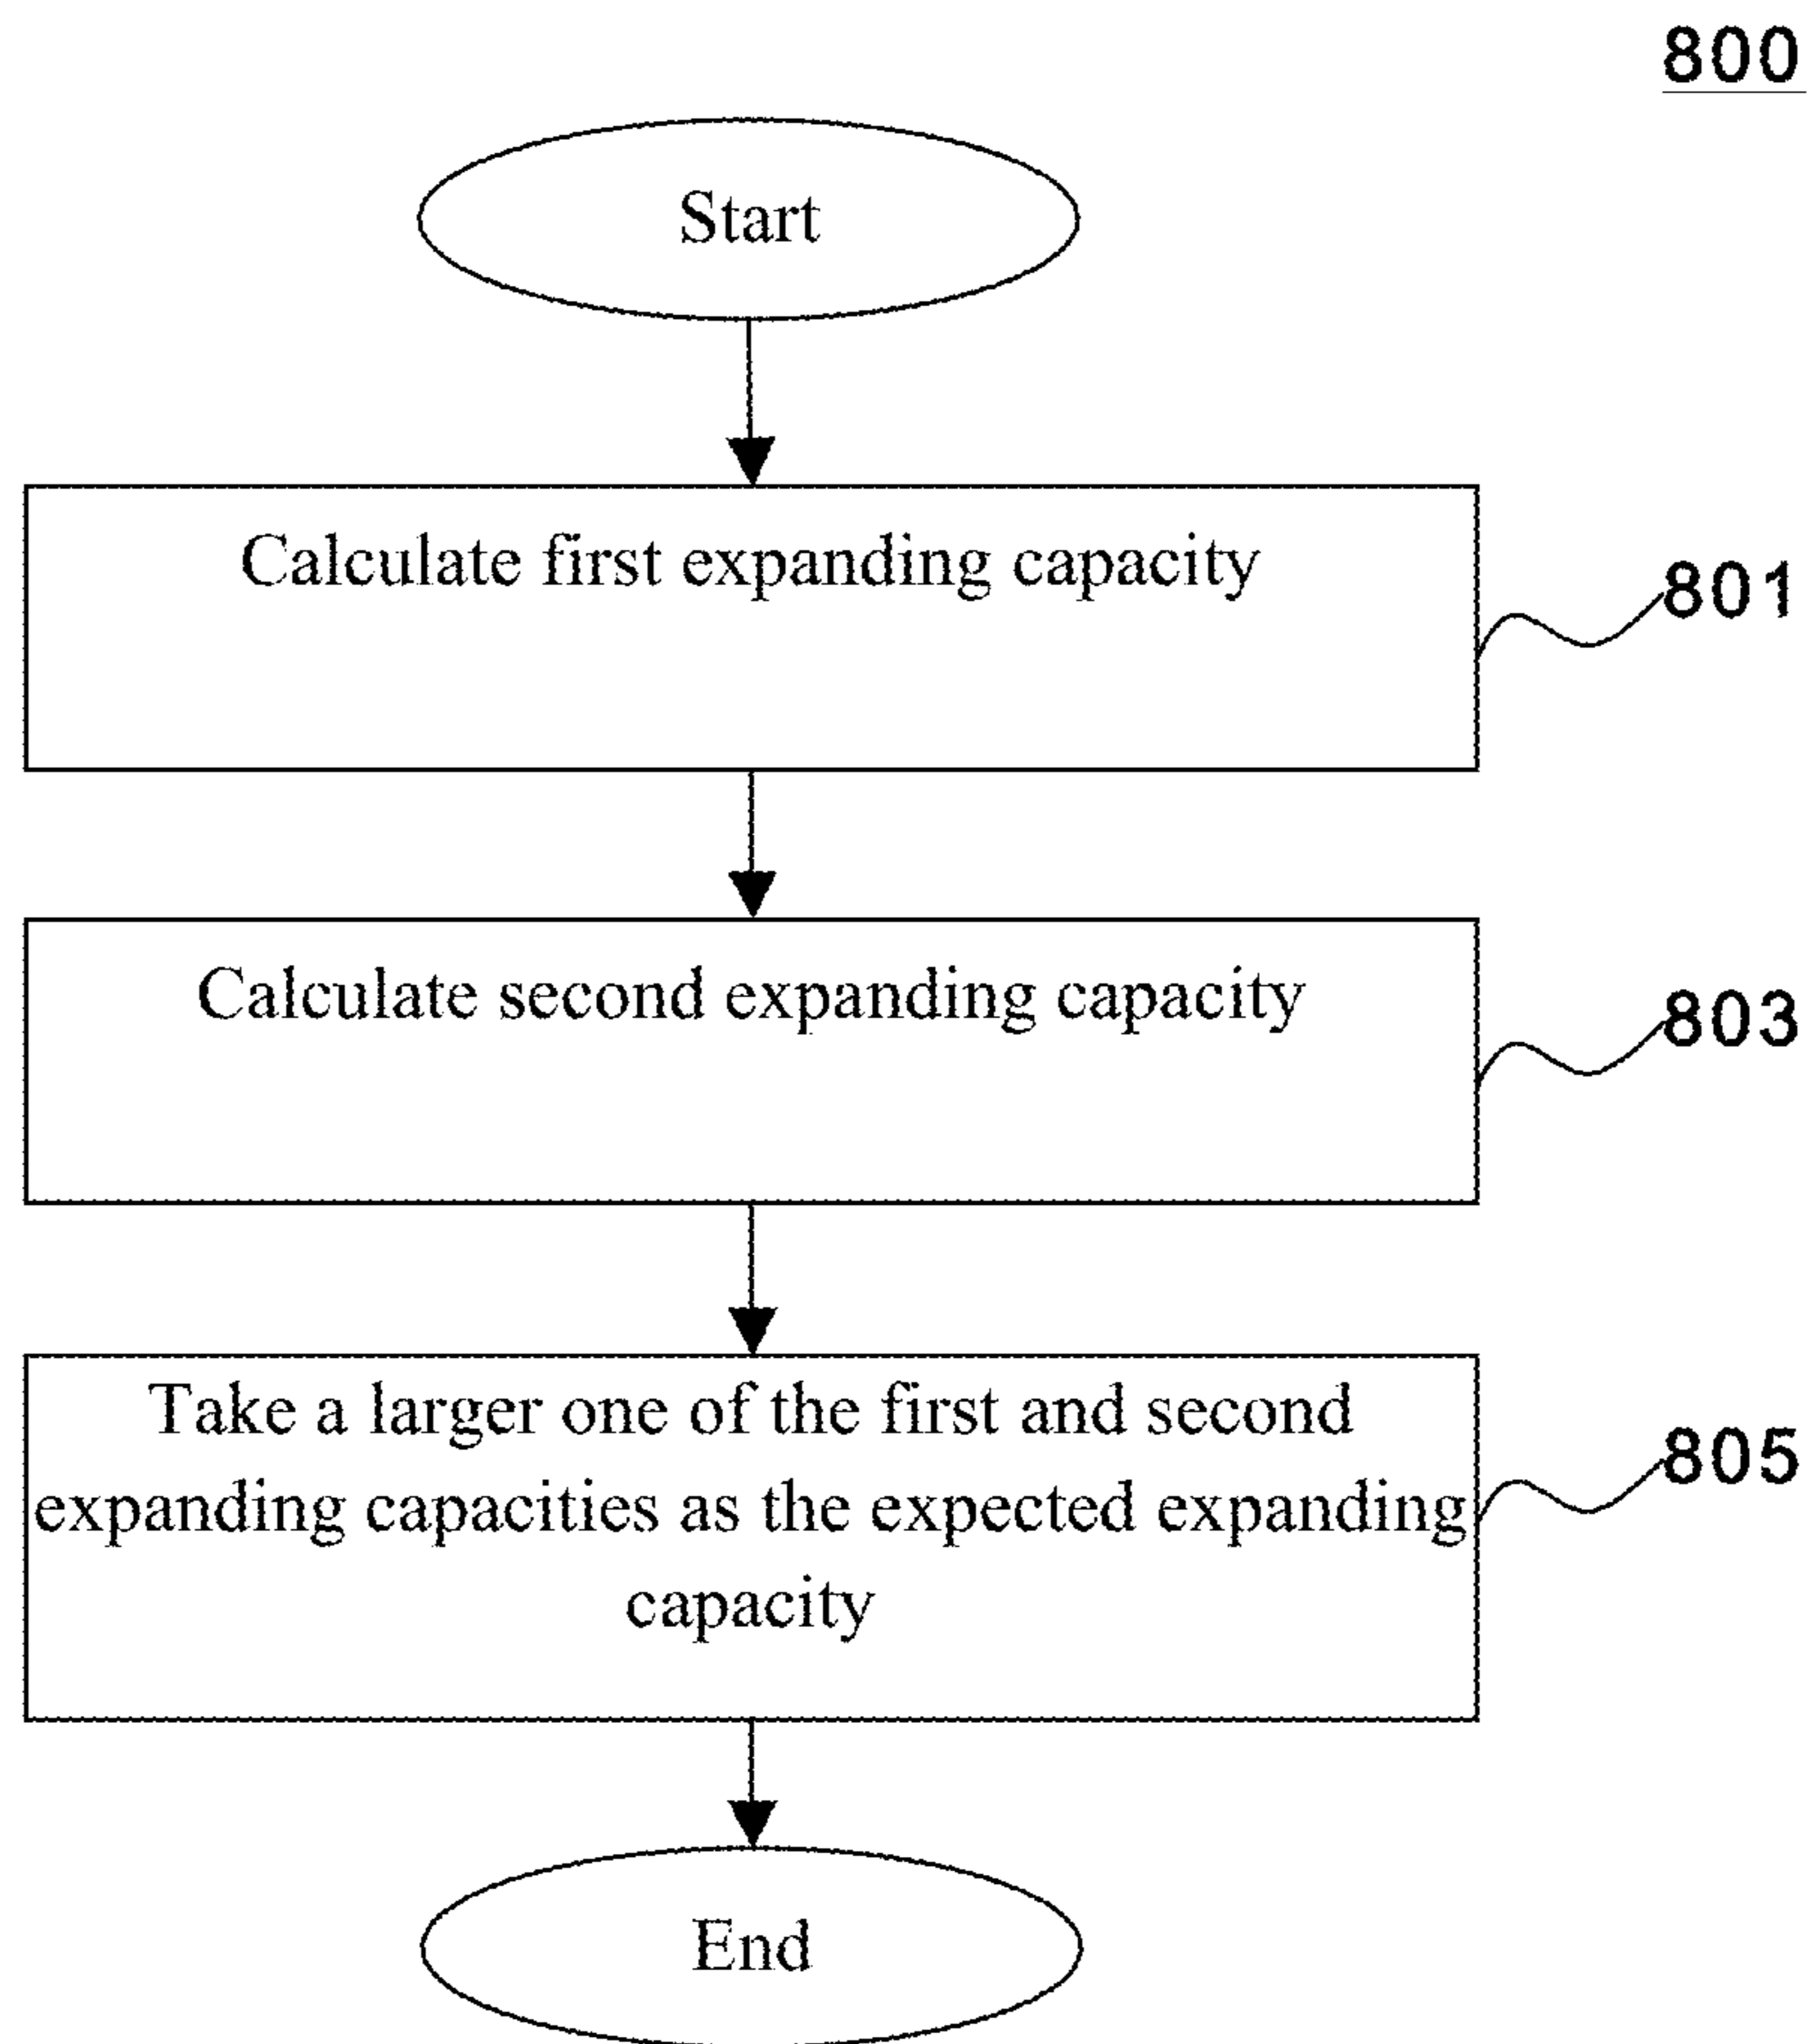 800
Start
Calculate first expanding capacity
801
Calculate second expanding capacity
803
Take a larger one of the first and second
expanding capacities as the expected expanding
capacity
805
End